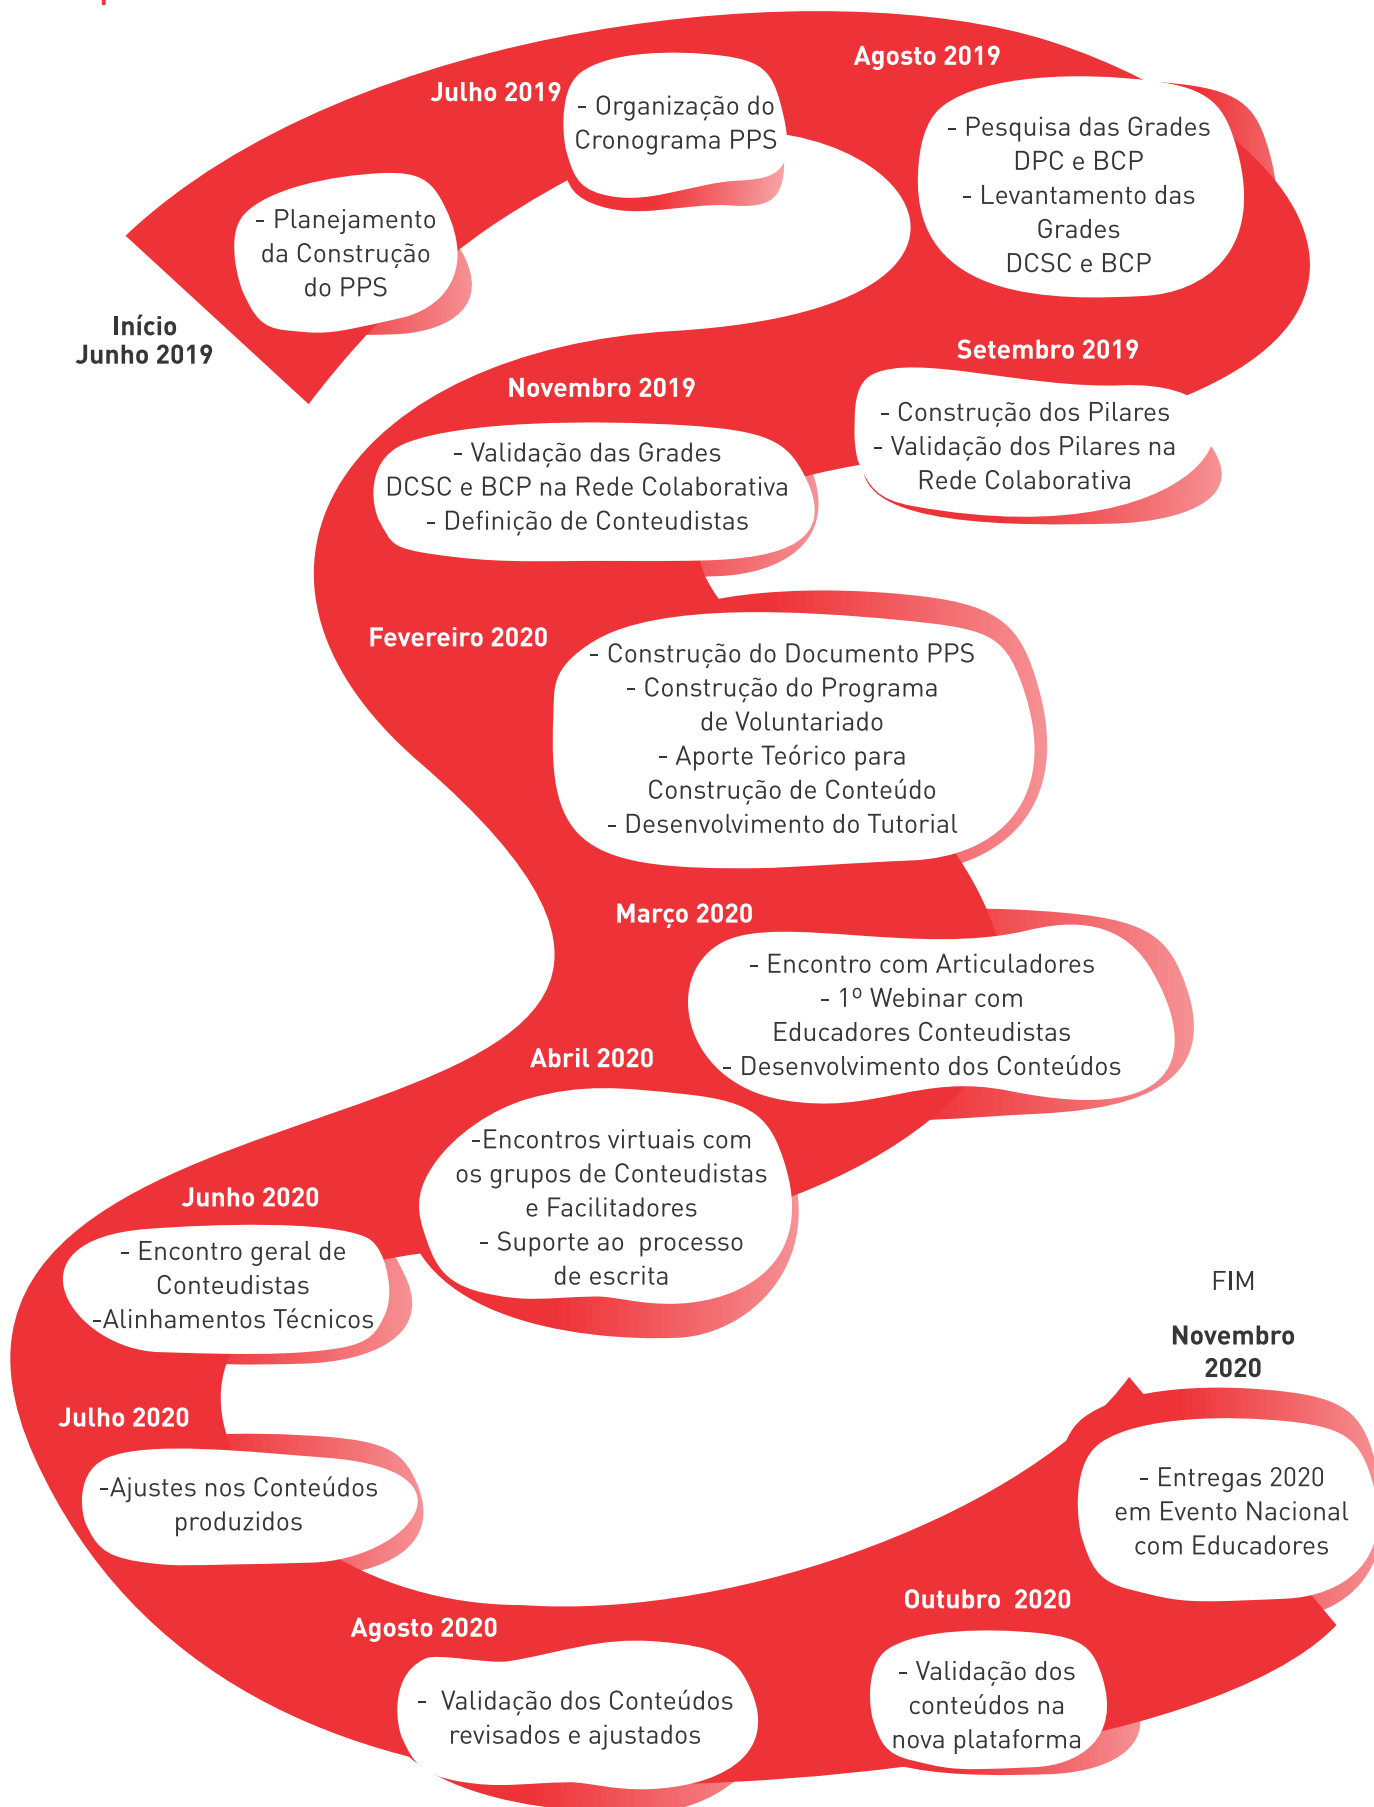 Início
Junho 2019
- Planejamento
da Construção
do PPS
Julho 2019
- Organização do
Cronograma PPS
Agosto 2019
- Pesquisa das Grades
DPC e BCP
- Levantamento das
Grades
DCSC e BCP
Setembro 2019
- Construção dos Pilares
- Validação dos Pilares na
Rede Colaborativa
Novembro 2019
- Validação das Grades
DCSC e BCP na Rede Colaborativa
- Definição de Conteudistas
Fevereiro 2020
- Construção do Documento PPS
- Construção do Programa
de Voluntariado
- Aporte Teórico para
Construção de Conteúdo
- Desenvolvimento do Tutorial
Março 2020
- Encontro com Articuladores
- 1º Webinar com
Educadores Conteudistas
- Desenvolvimento dos Conteúdos
Abril 2020
-Encontros virtuais com
os grupos de Conteudistas
e Facilitadores
- Suporte ao  processo
de escrita
Junho 2020
- Encontro geral de
Conteudistas
-Alinhamentos Técnicos
Julho 2020
-Ajustes nos Conteúdos
produzidos
Agosto 2020
-  Validação dos Conteúdos
revisados e ajustados
Outubro  2020
- Validação dos
conteúdos na
nova plataforma
FIM
Novembro
2020
- Entregas 2020
em Evento Nacional
com Educadores